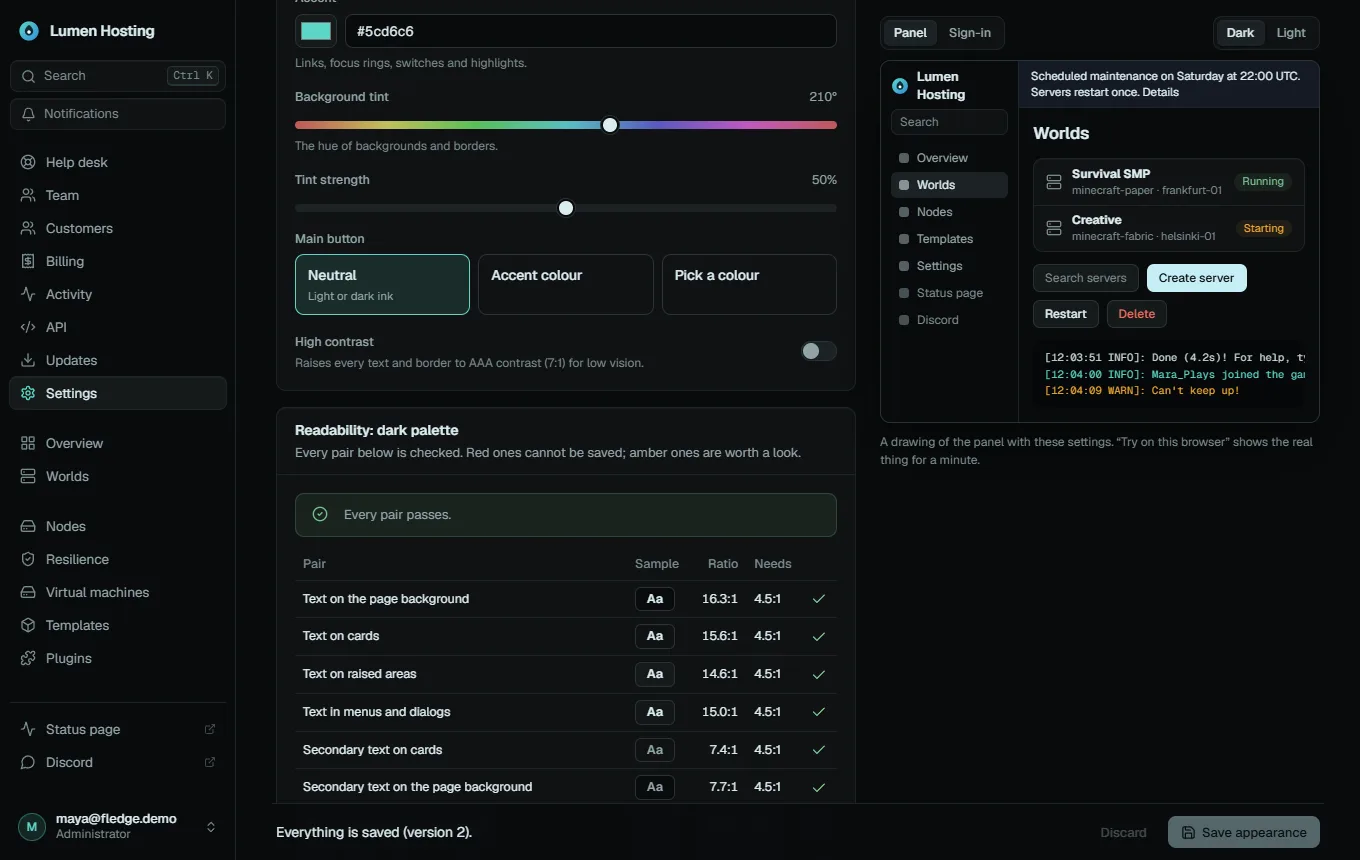 Lumen Hosting
Search
Ctrl K
Notifications
Help desk
Team
Customers
Billing
Activity
API
Updates
Settings
Overview
Worlds
Nodes
Resilience
Virtual machines
Templates
Plugins
Status page
Discord
M
maya@fledge.demo
Administrator
#5cd6c6
Links, focus rings, switches and highlights.
Background tint
210°
The hue of backgrounds and borders.
Tint strength
50%
Main button
Neutral
Light or dark ink
Accent colour
Pick a colour
High contrast
Raises every text and border to AAA contrast (7:1) for low vision.
Readability: dark palette
Every pair below is checked. Red ones cannot be saved; amber ones are worth a look.
Every pair passes.
Pair Sample Ratio Needs
Text on the page background Aa 16.3:1 4.5:1
Text on cards Aa 15.6:1 4.5:1
Text on raised areas Aa 14.6:1 4.5:1
Text in menus and dialogs Aa 15.0:1 4.5:1
Secondary text on cards Aa 7.4:1 4.5:1
Secondary text on the page background Aa 7.7:1 4.5:1
Everything is saved (version 2).
Discard
Save appearance
Panel
Sign-in
Dark
Light
Lumen
Hosting
Search
Overview
Worlds
Nodes
Templates
Settings
Status page
Discord
Scheduled maintenance on Saturday at 22:00 UTC.
Servers restart once. Details
Worlds
Survival SMP
minecraft-paper · frankfurt-01
Running
Creative
minecraft-fabric · helsinki-01
Starting
Search servers
Create server
Restart
Delete
[12:03:51 INFO]: Done (4.2s)! For help,
[12:04:00 INFO]: Mara_Plays joined the
[12:04:09 WARN]: Can't keep up!
A drawing of the panel with these settings. “Try on this browser” shows the real
thing for a minute.